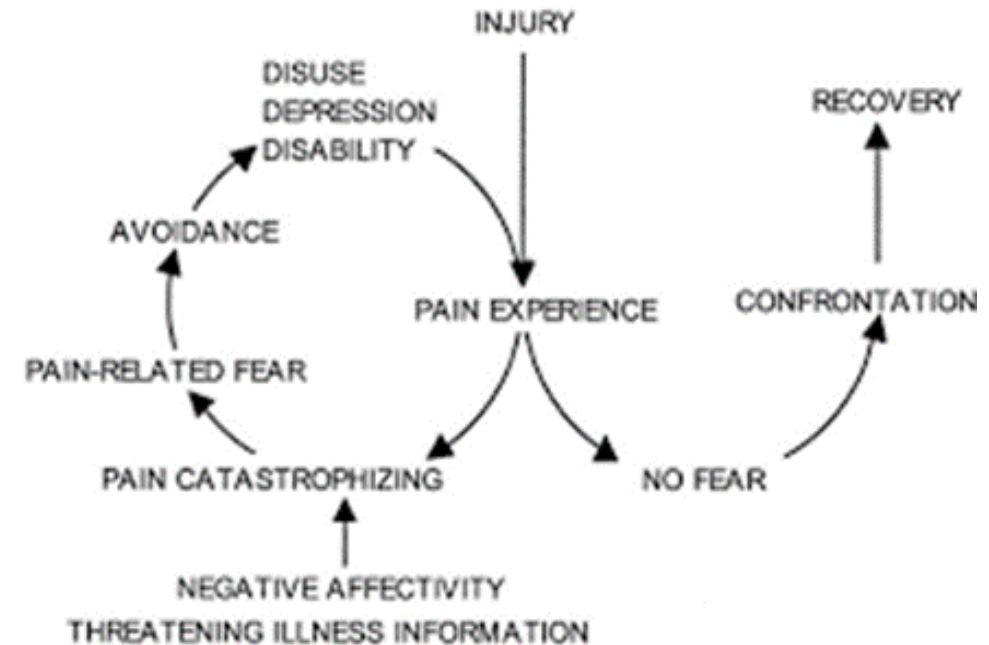 INJURY
DISUSE
DEPRESSION
DISABILITY
RECOVERY
AVOIDANCE
PAIN EXPERIENCE
CONFRONTATION
PAIN-RELATED FEAR
PAIN CATASTROPHIZING
NO FEAR
NEGATIVE AFFECTIVITY
THREATENING ILLNESS INFORMATION